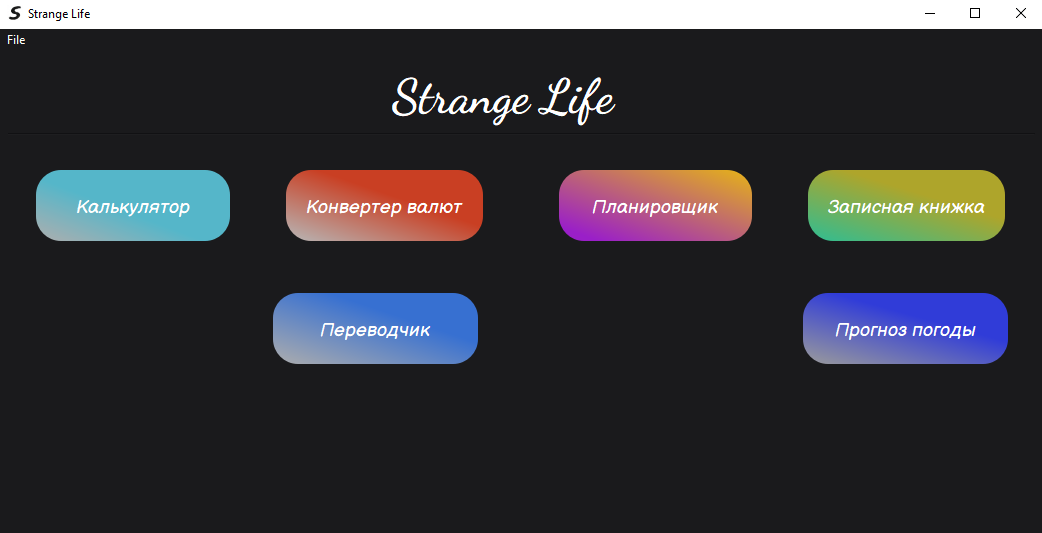 Strange Life
File
Strange Life
Калькулятор
Конвертер валют
Планировщик
Записная книжка
Переводчик
Прогноз погоды